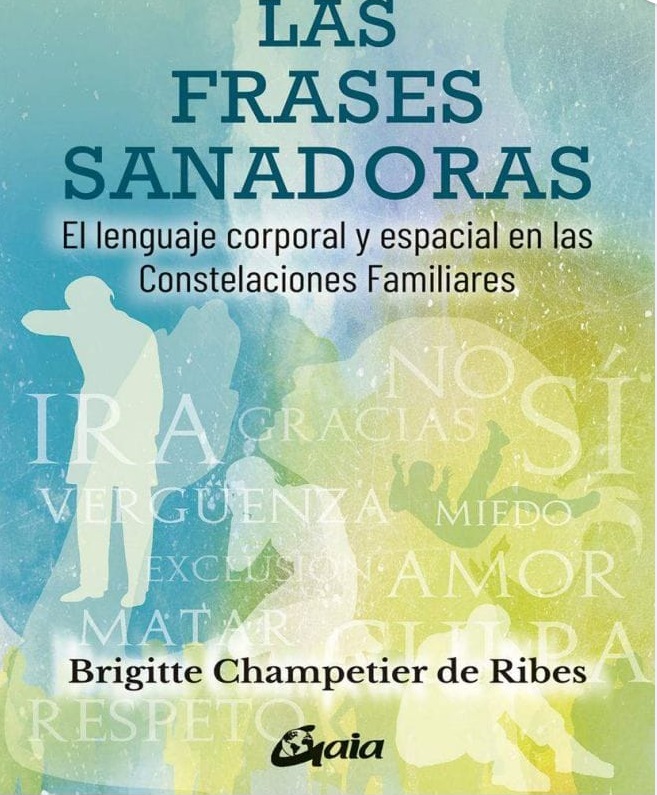 LAS
FRASES
SANADORAS
El lenguaje corporal y espacial en las
Constelaciones Familiares
NO
SÍ
IRA
GRACIAS
VERGÜENZA
MIEDO
EXCLUSIÓN
AMOR
MATAR
CULPA
Brigitte Champetier de Ribes
RESPETO
Gaia